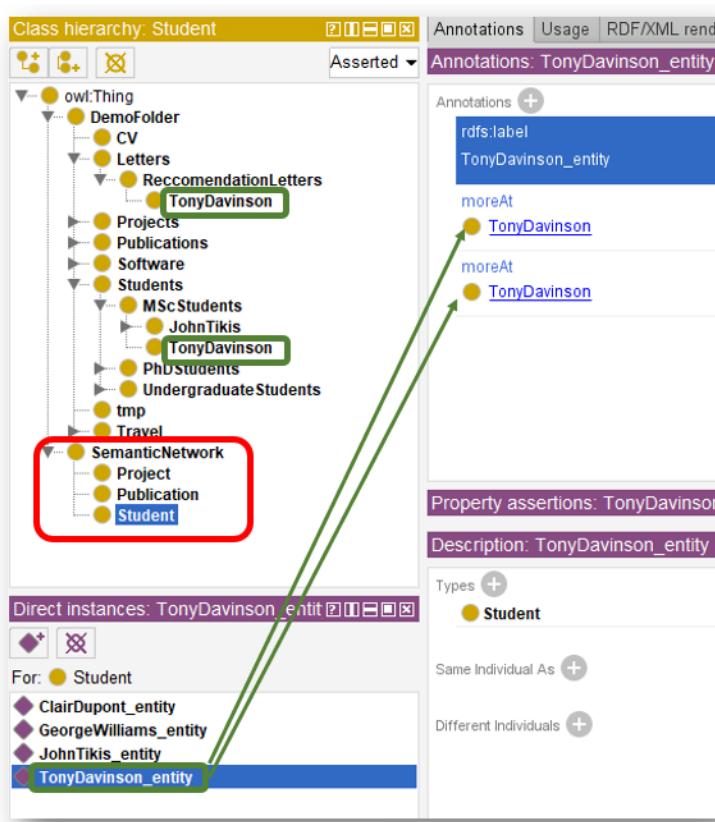 Class hierarchy: Student
Asserted
owl:Thing
DemoFolder
CV
Letters
ReccomendationLetters
TonyDavinson
Projects
Publications
Software
Students
MScStudents
JohnTikis
TonyDavinson
PhDStudents
UndergraduateStudents
tmp
Travel
SemanticNetwork
Project
Publication
Student
Direct instances: TonyDavinson_entit
For: Student
ClairDupont_entity
GeorgeWilliams_entity
JohnTikis_entity
TonyDavinson_entity
Annotations Usage RDF/XML rend
Annotations: TonyDavinson_entity
Annotations
rdfs:label
TonyDavinson_entity
moreAt
TonyDavinson
moreAt
TonyDavinson
Property assertions: TonyDavinson
Description: TonyDavinson_entity
Types
Student
Same Individual As
Different Individuals